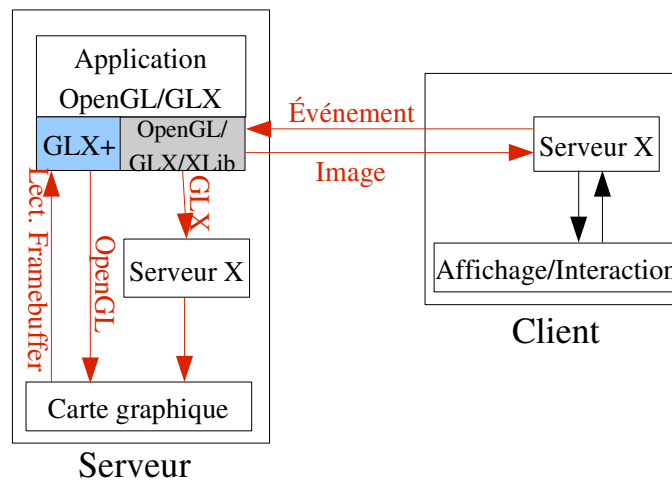 Application
OpenGL/GLX
GLX+
OpenGL/
GLX/XLib
Événement
Image
Serveur X
Affichage/Interaction
Client
Lect. Framebuffer
OpenGL
GLX
Serveur X
Carte graphique
Serveur